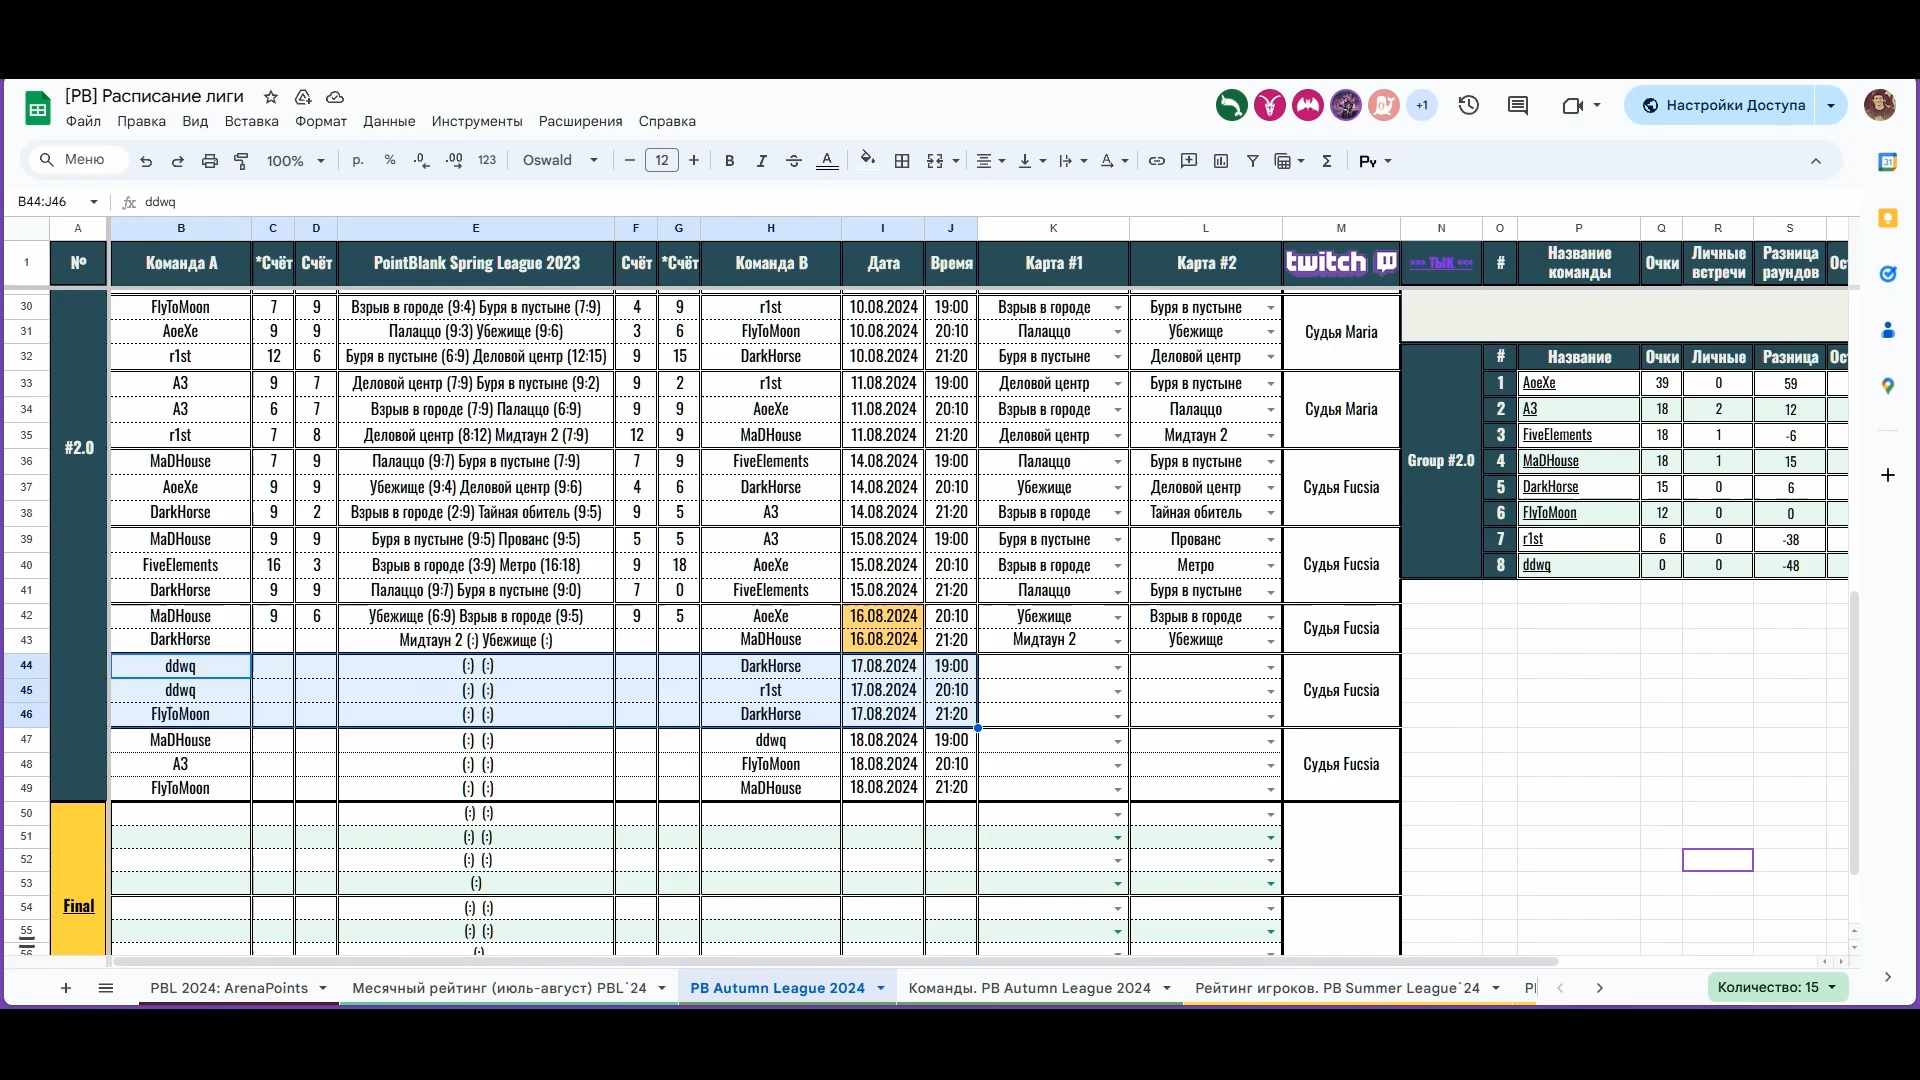 [PB] Расписание лиги
Файл Правка Вид Вставка Формат Данные Инструменты Расширения Справка
+1
Настройки Доступа
Меню 100% р. % .0 .00 123 Oswald 12 Pγ
B44:J46 fx ddwq
A B C D E F G H I J K L M N O P Q R S
1 № Команда A *Счёт Счёт PointBlank Spring League 2023 Счёт *Счёт Команда B Дата Время Карта #1 Карта #2 twitch >>> ТЫК <<< # Название команды Очки Личные встречи Разница раундов Ос
30 FlyToMoon 7 9 Взрыв в городе (9:4) Буря в пустыне (7:9) 4 9 r1st 10.08.2024 19:00 Взрыв в городе Буря в пустыне
31 AoeXe 9 9 Палаццо (9:3) Убежище (9:6) 3 6 FlyToMoon 10.08.2024 20:10 Палаццо Убежище Судья Maria
32 r1st 12 6 Буря в пустыне (6:9) Деловой центр (12:15) 9 15 DarkHorse 10.08.2024 21:20 Буря в пустыне Деловой центр # Название Очки Личные Разница Ос
33 A3 9 7 Деловой центр (7:9) Буря в пустыне (9:2) 9 2 r1st 11.08.2024 19:00 Деловой центр Буря в пустыне 1 AoeXe 39 0 59
34 A3 6 7 Взрыв в городе (7:9) Палаццо (6:9) 9 9 AoeXe 11.08.2024 20:10 Взрыв в городе Палаццо Судья Maria 2 A3 18 2 12
35 #2.0 r1st 7 8 Деловой центр (8:12) Мидтаун 2 (7:9) 12 9 MaDHouse 11.08.2024 21:20 Деловой центр Мидтаун 2 3 FiveElements 18 1 -6
36 MaDHouse 7 9 Палаццо (9:7) Буря в пустыне (7:9) 7 9 FiveElements 14.08.2024 19:00 Палаццо Буря в пустыне Group #2.0 4 MaDHouse 18 1 15
37 AoeXe 9 9 Убежище (9:4) Деловой центр (9:6) 4 6 DarkHorse 14.08.2024 20:10 Убежище Деловой центр Судья Fucsia 5 DarkHorse 15 0 6
38 DarkHorse 9 2 Взрыв в городе (2:9) Тайная обитель (9:5) 9 5 A3 14.08.2024 21:20 Взрыв в городе Тайная обитель 6 FlyToMoon 12 0 0
39 MaDHouse 9 9 Буря в пустыне (9:5) Прованс (9:5) 5 5 A3 15.08.2024 19:00 Буря в пустыне Прованс 7 r1st 6 0 -38
40 FiveElements 16 3 Взрыв в городе (3:9) Метро (16:18) 9 18 AoeXe 15.08.2024 20:10 Взрыв в городе Метро Судья Fucsia 8 ddwq 0 0 -48
41 DarkHorse 9 9 Палаццо (9:7) Буря в пустыне (9:0) 7 0 FiveElements 15.08.2024 21:20 Палаццо Буря в пустыне
42 MaDHouse 9 6 Убежище (6:9) Взрыв в городе (9:5) 9 5 AoeXe 16.08.2024 20:10 Убежище Взрыв в городе Судья Fucsia
43 DarkHorse Мидтаун 2 (:) Убежище (:) MaDHouse 16.08.2024 21:20 Мидтаун 2 Убежище
44 ddwq (:) (:) DarkHorse 17.08.2024 19:00
45 ddwq (:) (:) r1st 17.08.2024 20:10 Судья Fucsia
46 FlyToMoon (:) (:) DarkHorse 17.08.2024 21:20
47 MaDHouse (:) (:) ddwq 18.08.2024 19:00
48 A3 (:) (:) FlyToMoon 18.08.2024 20:10 Судья Fucsia
49 FlyToMoon (:) (:) MaDHouse 18.08.2024 21:20
50 (:) (:)
51 (:) (:)
52 (:) (:)
53 (:)
54 Final (:) (:)
55 (:) (:)
56 (:)
PBL 2024: ArenaPoints Месячный рейтинг (июль-август) PBL`24 PB Autumn League 2024 Команды. PB Autumn League 2024 Рейтинг игроков. PB Summer League`24 Количество: 15